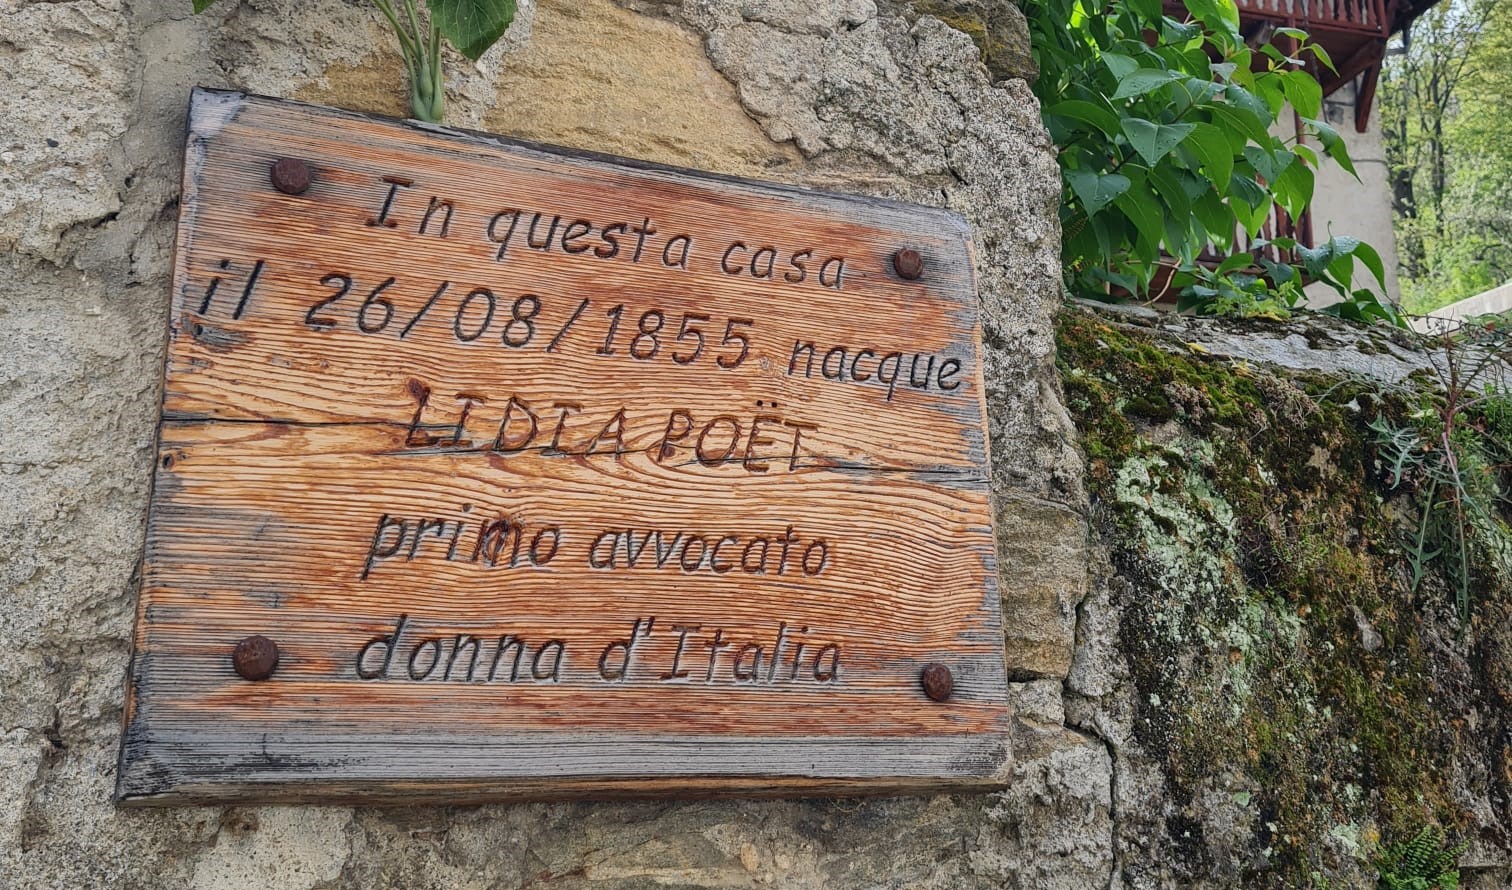 In questa casa
il 26/08/1855 nacque
LIDIA POËT
primo avvocato
donna d'Italia